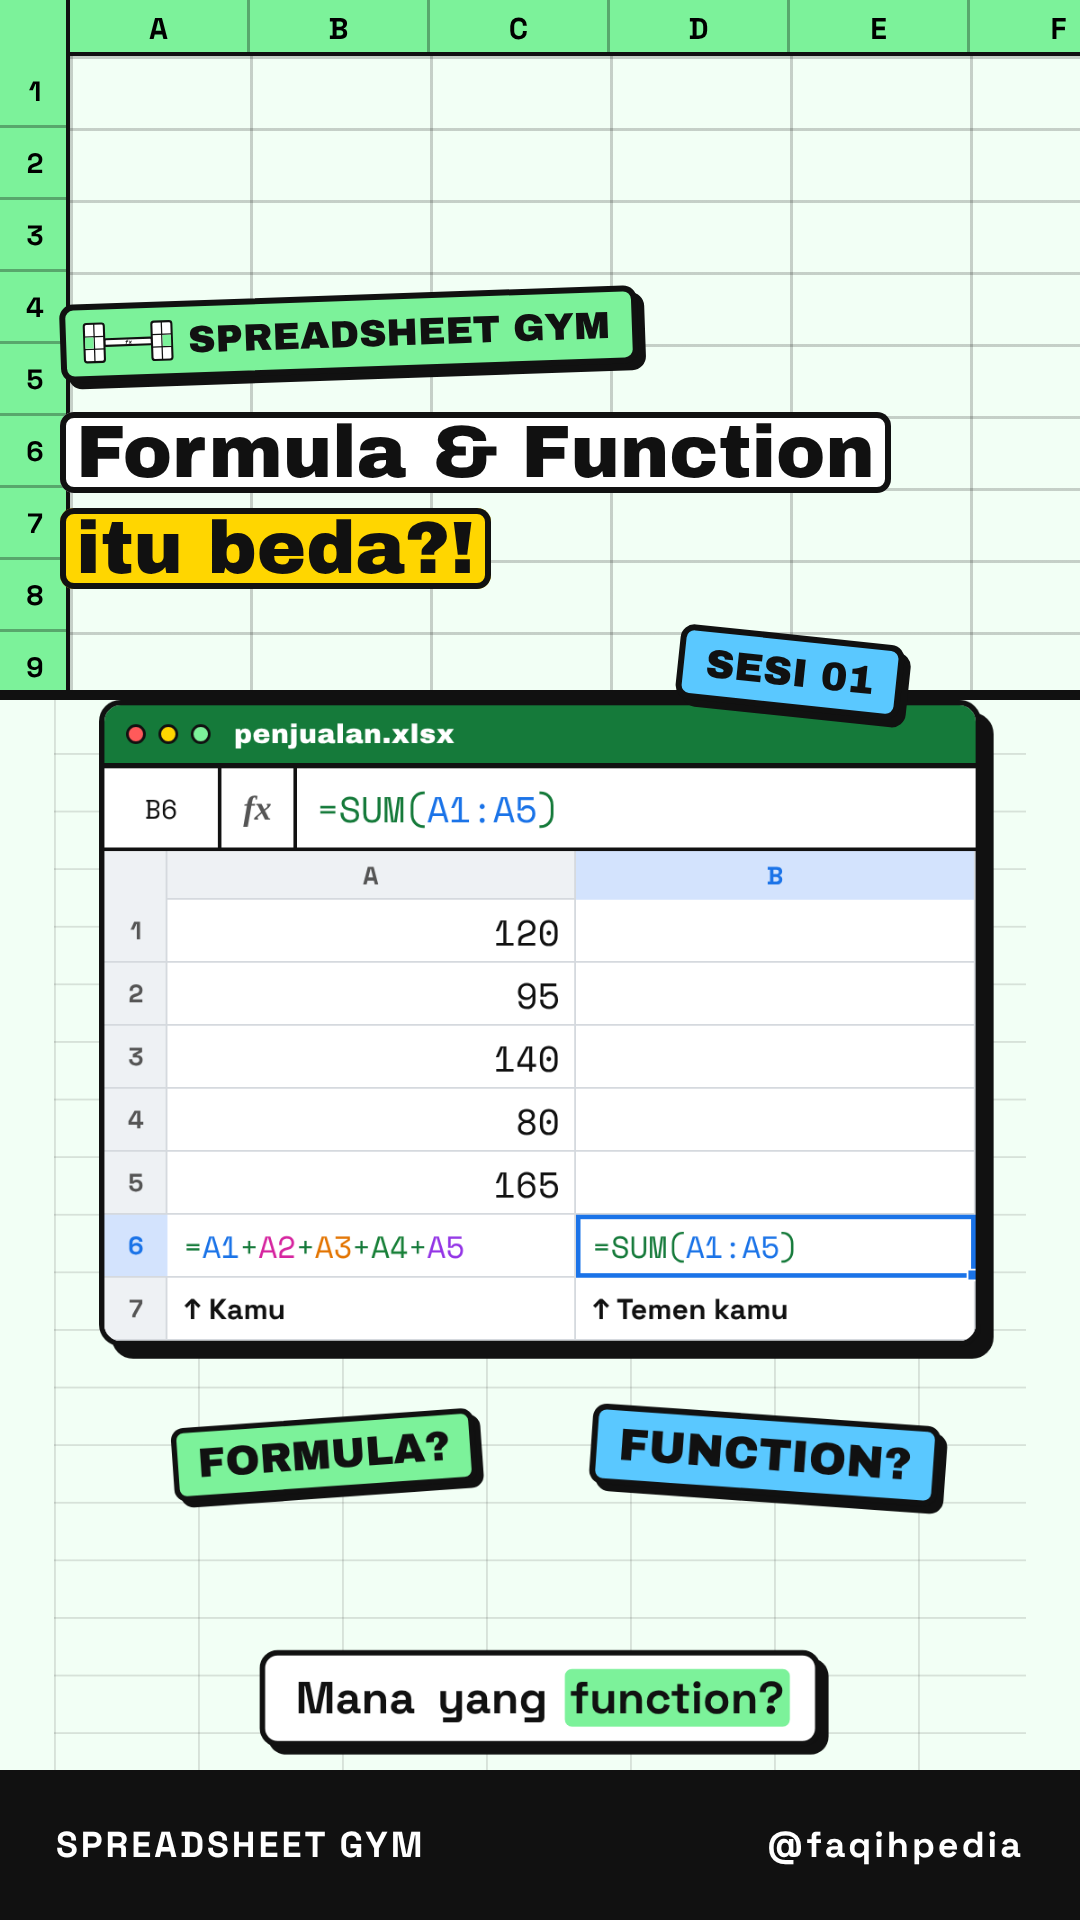 A B C D E F
1
2
3
4
5
6
7
8
9
SPREADSHEET GYM
Formula & Function
itu beda?!
SESI 01
penjualan.xlsx
B6 fx =SUM(A1:A5)
A B
1 120
2 95
3 140
4 80
5 165
6 =A1+A2+A3+A4+A5 =SUM(A1:A5)
7 ↑ Kamu ↑ Temen kamu
FORMULA? FUNCTION?
Mana yang function?
SPREADSHEET GYM @faqihpedia